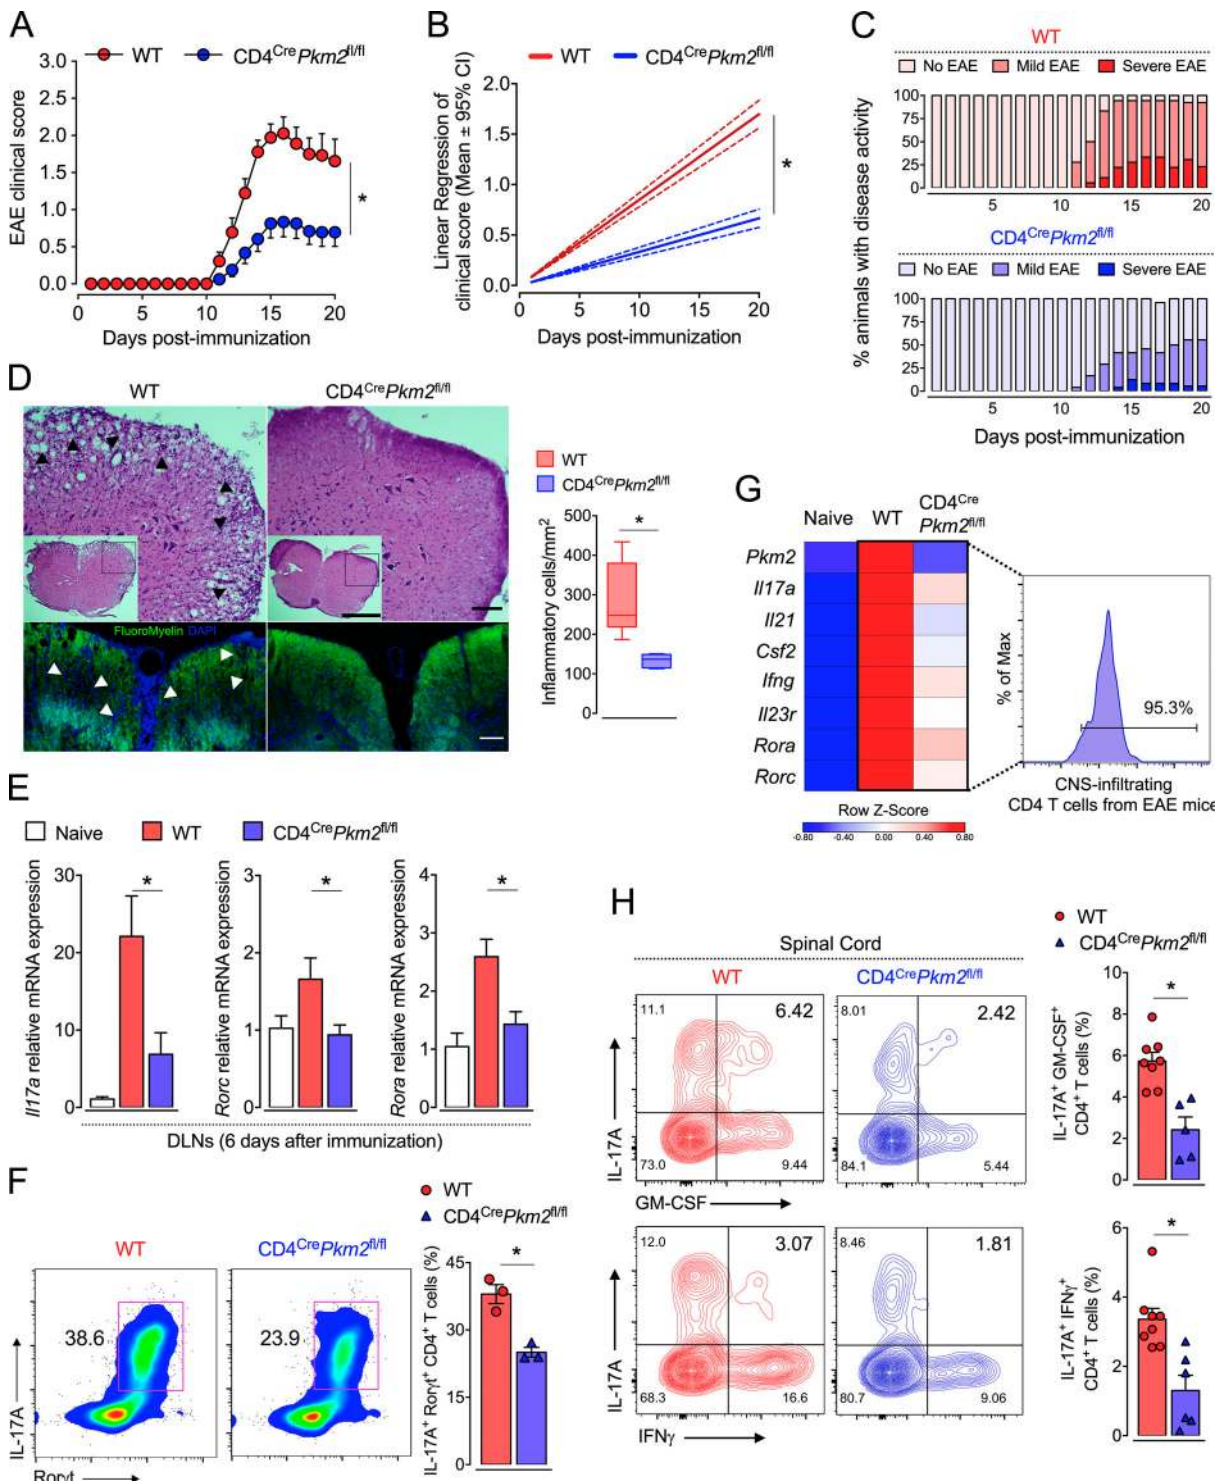 A
WT
CD4CrePkm2fl/fl
3.0
2.5
2.0
1.5
1.0
0.5
0.0
EAE clinical score
*
0
5
10
15
20
Days post-immunization
B
WT
CD4CrePkm2fl/fl
2.0
1.5
1.0
0.5
0.0
Linear Regression of
clinical score (Mean ± 95% CI)
*
0
5
10
15
20
Days post-immunization
C
WT
No EAE
Mild EAE
Severe EAE
100
75
50
25
0
5
10
15
20
CD4CrePkm2fl/fl
No EAE
Mild EAE
Severe EAE
100
75
50
25
0
5
10
15
20
% animals with disease activity
Days post-immunization
D
WT
CD4CrePkm2fl/fl
FluoroMyelin DAPI
WT
CD4CrePkm2fl/fl
500
400
300
200
100
0
Inflammatory cells/mm2
*
E
Naive
WT
CD4CrePkm2fl/fl
Il17a relative mRNA expression
30
20
10
0
*
Rorc relative mRNA expression
3
2
1
0
*
Rora relative mRNA expression
4
3
2
1
0
*
DLNs (6 days after immunization)
F
WT
CD4CrePkm2fl/fl
WT
CD4CrePkm2fl/fl
38.6
23.9
IL-17A
Rorγt
IL-17A+ Rorγt+ CD4+ T cells (%)
45
30
15
0
*
G
Naive
WT
CD4Cre
Pkm2fl/fl
Pkm2
Il17a
Il21
Csf2
Ifng
Il23r
Rora
Rorc
Row Z-Score
-0.80
-0.40
0.00
0.40
0.80
% of Max
95.3%
CNS-infiltrating
CD4 T cells from EAE mice
H
WT
CD4CrePkm2fl/fl
Spinal Cord
WT
CD4CrePkm2fl/fl
11.1
6.42
73.0
9.44
8.01
2.42
84.1
5.44
IL-17A
GM-CSF
IL-17A+ GM-CSF+
CD4+ T cells (%)
10
8
6
4
2
0
*
12.0
3.07
68.3
16.6
8.46
1.81
80.7
9.06
IL-17A
IFNγ
IL-17A+ IFNγ+
CD4+ T cells (%)
6
4
2
0
*